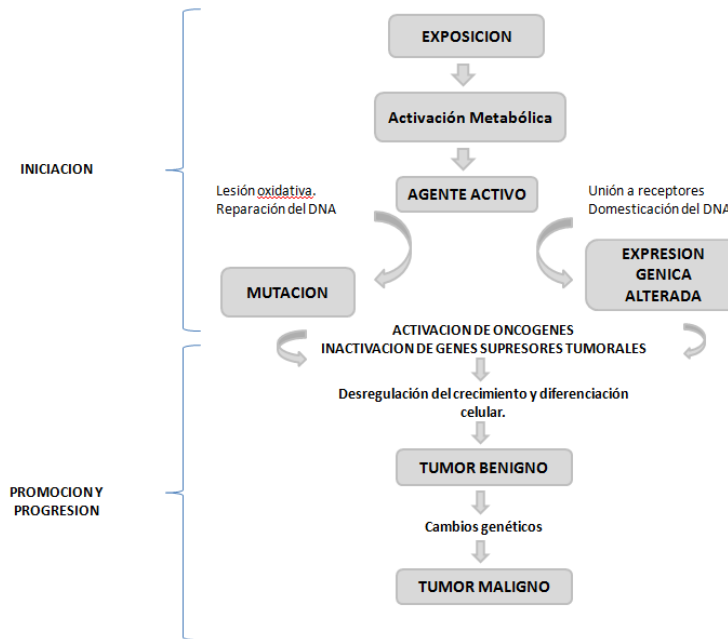 EXPOSICION
Activación Metabólica
INICIACION
AGENTE ACTIVO
Lesión oxidativa.
Reparación del DNA
Unión a receptores
Domesticación del DNA
MUTACION
EXPRESION
GENICA
ALTERADA
ACTIVACION DE ONCOGENES
INACTIVACION DE GENES SUPRESORES TUMORALES
Desregulación del crecimiento y diferenciación
celular.
TUMOR BENIGNO
PROMOCION Y
PROGRESION
Cambios genéticos
TUMOR MALIGNO